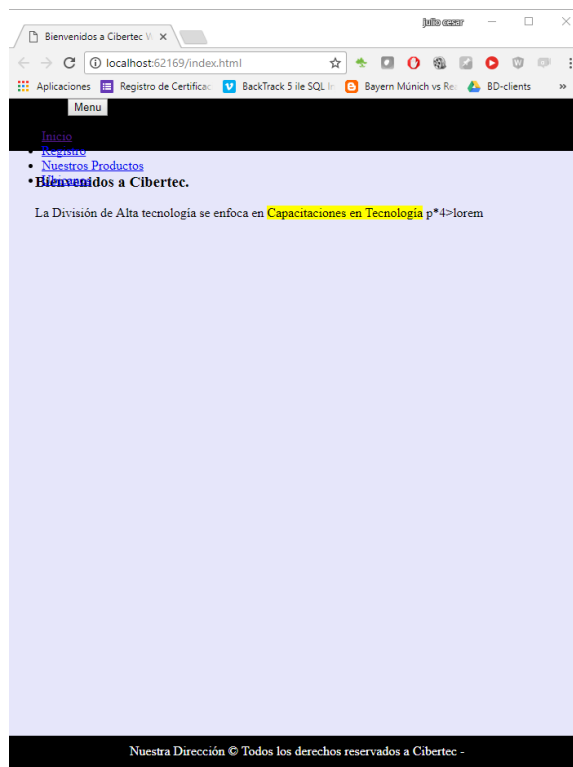 julio cesar
Bienvenidos a Cibertec W
localhost:62169/index.html
Aplicaciones Registro de Certificac BackTrack 5 ile SQL I Bayern Múnich vs Rea BD-clients »
Menu
Inicio
Registro
Nuestros Productos
Ubicanos
Bienvenidos a Cibertec.
La División de Alta tecnología se enfoca en Capacitaciones en Tecnología p*4>lorem
Nuestra Dirección © Todos los derechos reservados a Cibertec -